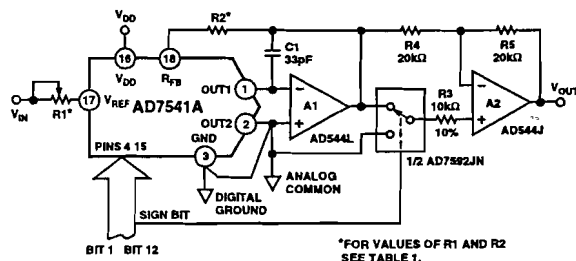 VDD
R2*
16
VDD
18
RFB
C1
33pF
R4
20kΩ
R5
20kΩ
VIN
R1*
17
VREF
AD7541A
OUT1
1
OUT2
2
GND
3
PINS 4 15
A1
AD544L
R3
10kΩ
10%
A2
AD544J
VOUT
1/2 AD7592JN
DIGITAL
GROUND
ANALOG
COMMON
SIGN BIT
BIT 1 BIT 12
*FOR VALUES OF R1 AND R2
SEE TABLE 1.